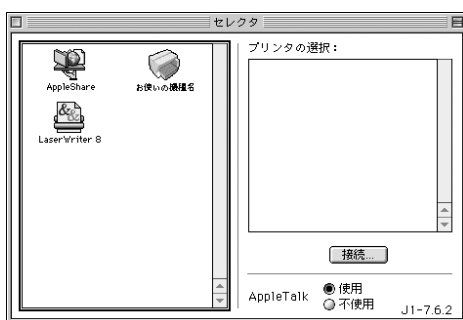 セレクタ
AppleShare
お使いの機種名
LaserWriter 8
プリンタの選択：
接続...
AppleTalk
使用
不使用
J1-7.6.2